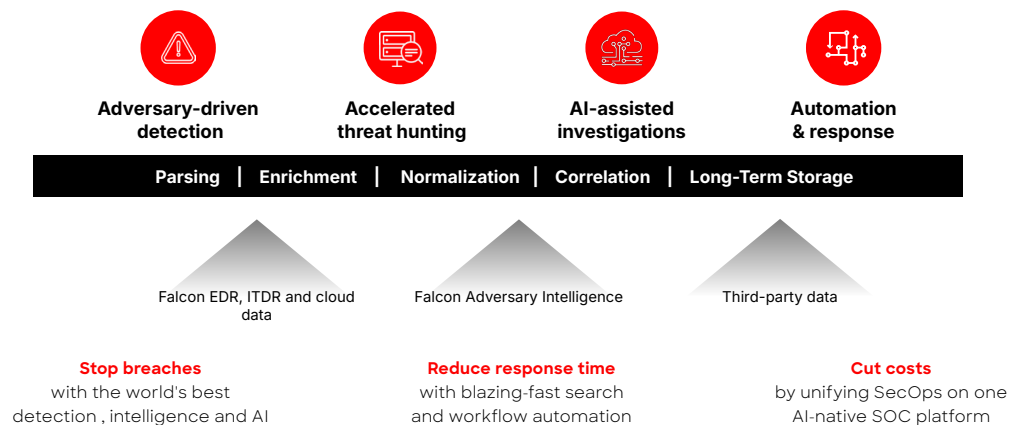 Adversary-driven
detection
Accelerated
threat hunting
AI-assisted
investigations
Automation
& response
Parsing | Enrichment | Normalization | Correlation | Long-Term Storage
Falcon EDR, ITDR and cloud
data
Falcon Adversary Intelligence
Third-party data
Stop breaches
with the world's best
detection , intelligence and AI
Reduce response time
with blazing-fast search
and workflow automation
Cut costs
by unifying SecOps on one
AI-native SOC platform